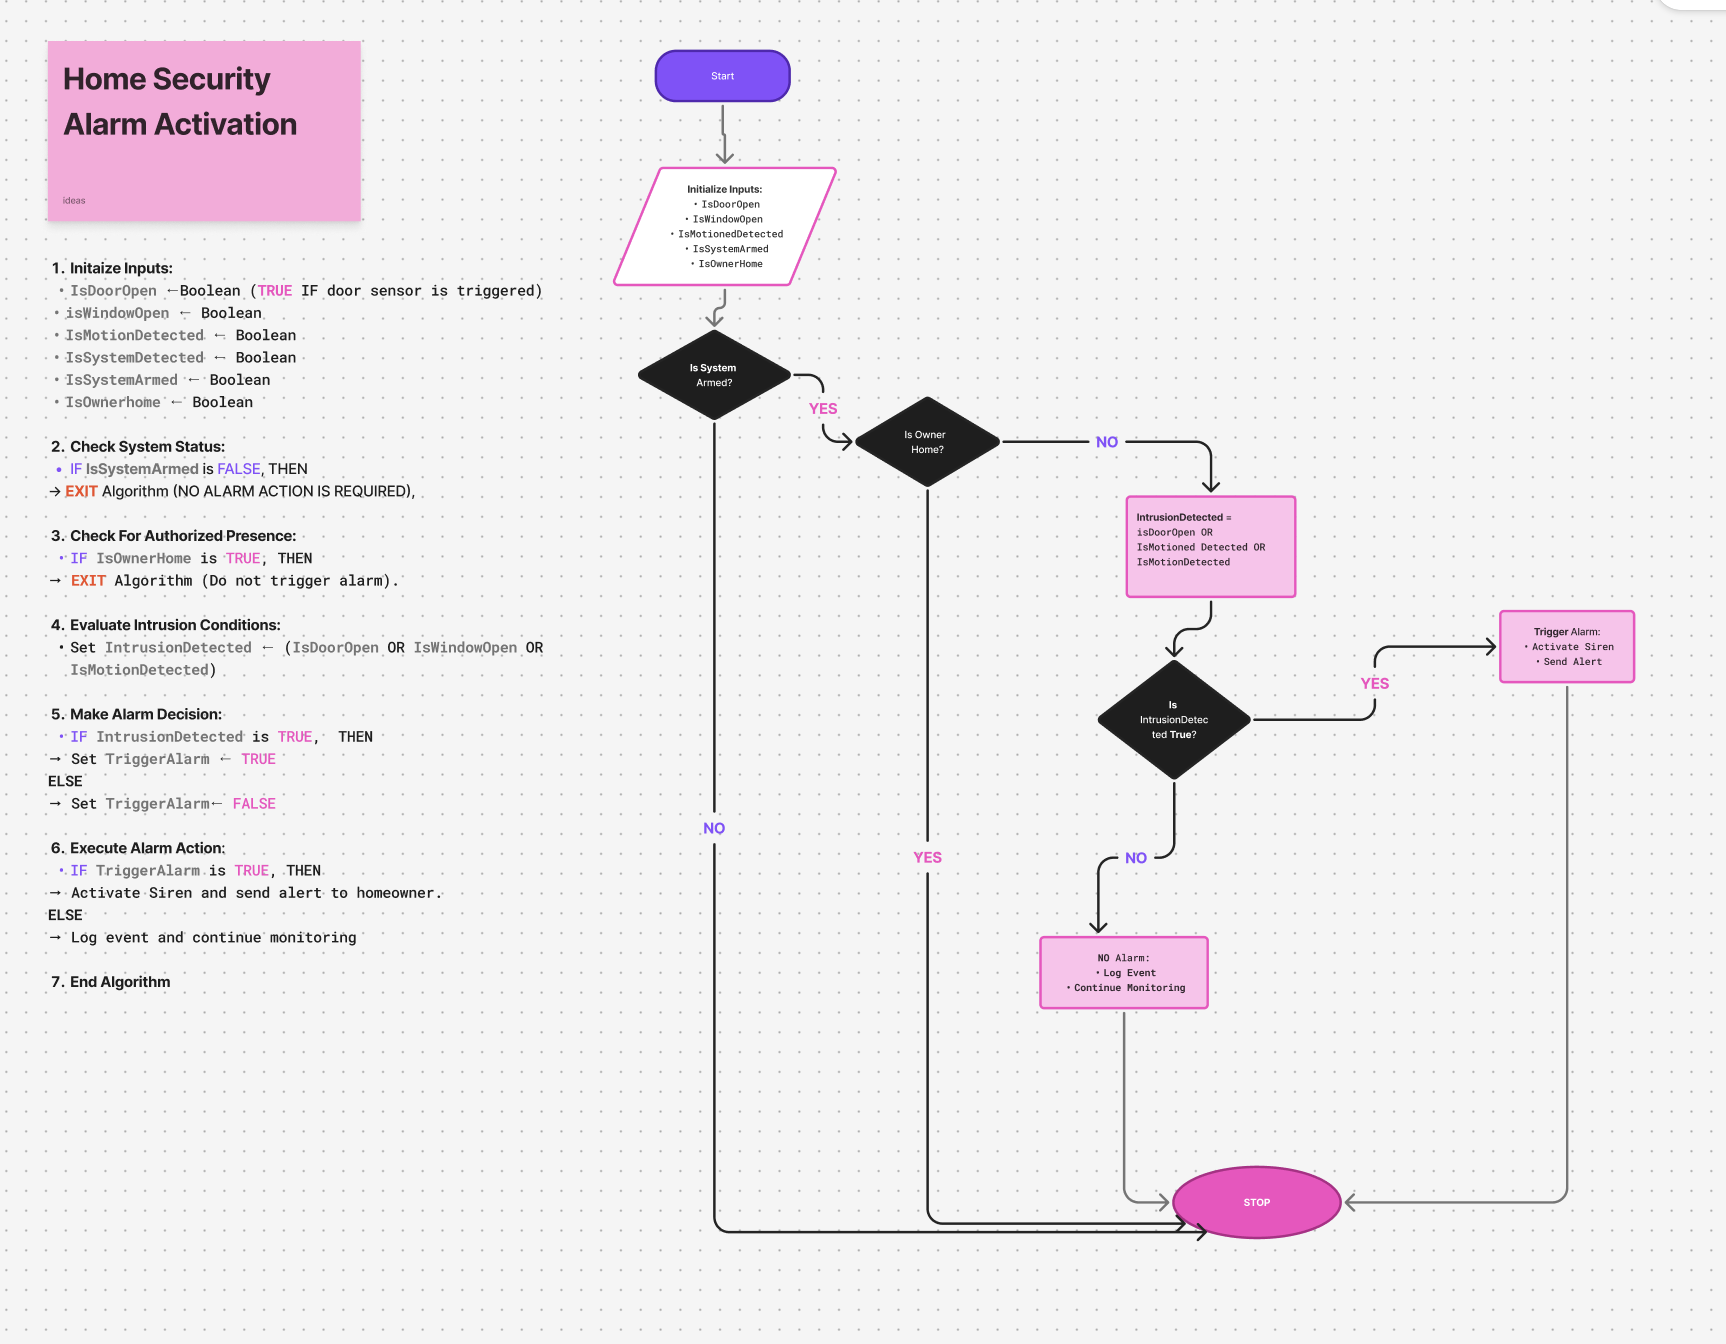 Home Security
Alarm Activation
ideas
1. Initaize Inputs:
• IsDoorOpen ←Boolean (TRUE IF door sensor is triggered)
• isWindowOpen ← Boolean
• IsMotionDetected ← Boolean
• IsSystemDetected ← Boolean
• IsSystemArmed ← Boolean
• IsOwnerhome ← Boolean
2. Check System Status:
• IF IsSystemArmed is FALSE, THEN
→ EXIT Algorithm (NO ALARM ACTION IS REQUIRED),
3. Check For Authorized Presence:
• IF IsOwnerHome is TRUE, THEN
→ EXIT Algorithm (Do not trigger alarm).
4. Evaluate Intrusion Conditions:
• Set IntrusionDetected ← (IsDoorOpen OR IsWindowOpen OR
IsMotionDetected)
5. Make Alarm Decision:
• IF IntrusionDetected is TRUE, THEN
→ Set TriggerAlarm ← TRUE
ELSE
→ Set TriggerAlarm← FALSE
6. Execute Alarm Action:
• IF TriggerAlarm is TRUE, THEN
→ Activate Siren and send alert to homeowner.
ELSE
→ Log event and continue monitoring
7. End Algorithm
Start
Initialize Inputs:
• IsDoorOpen
• IsWindowOpen
• IsMotionedDetected
• IsSystemArmed
• IsOwnerHome
Is System
Armed?
YES
NO
Is Owner
Home?
NO
YES
IntrusionDetected =
isDoorOpen OR
IsMotioned Detected OR
IsMotionDetected
Is
IntrusionDetec
ted True?
YES
Trigger Alarm:
• Activate Siren
• Send Alert
NO
NO Alarm:
• Log Event
• Continue Monitoring
STOP